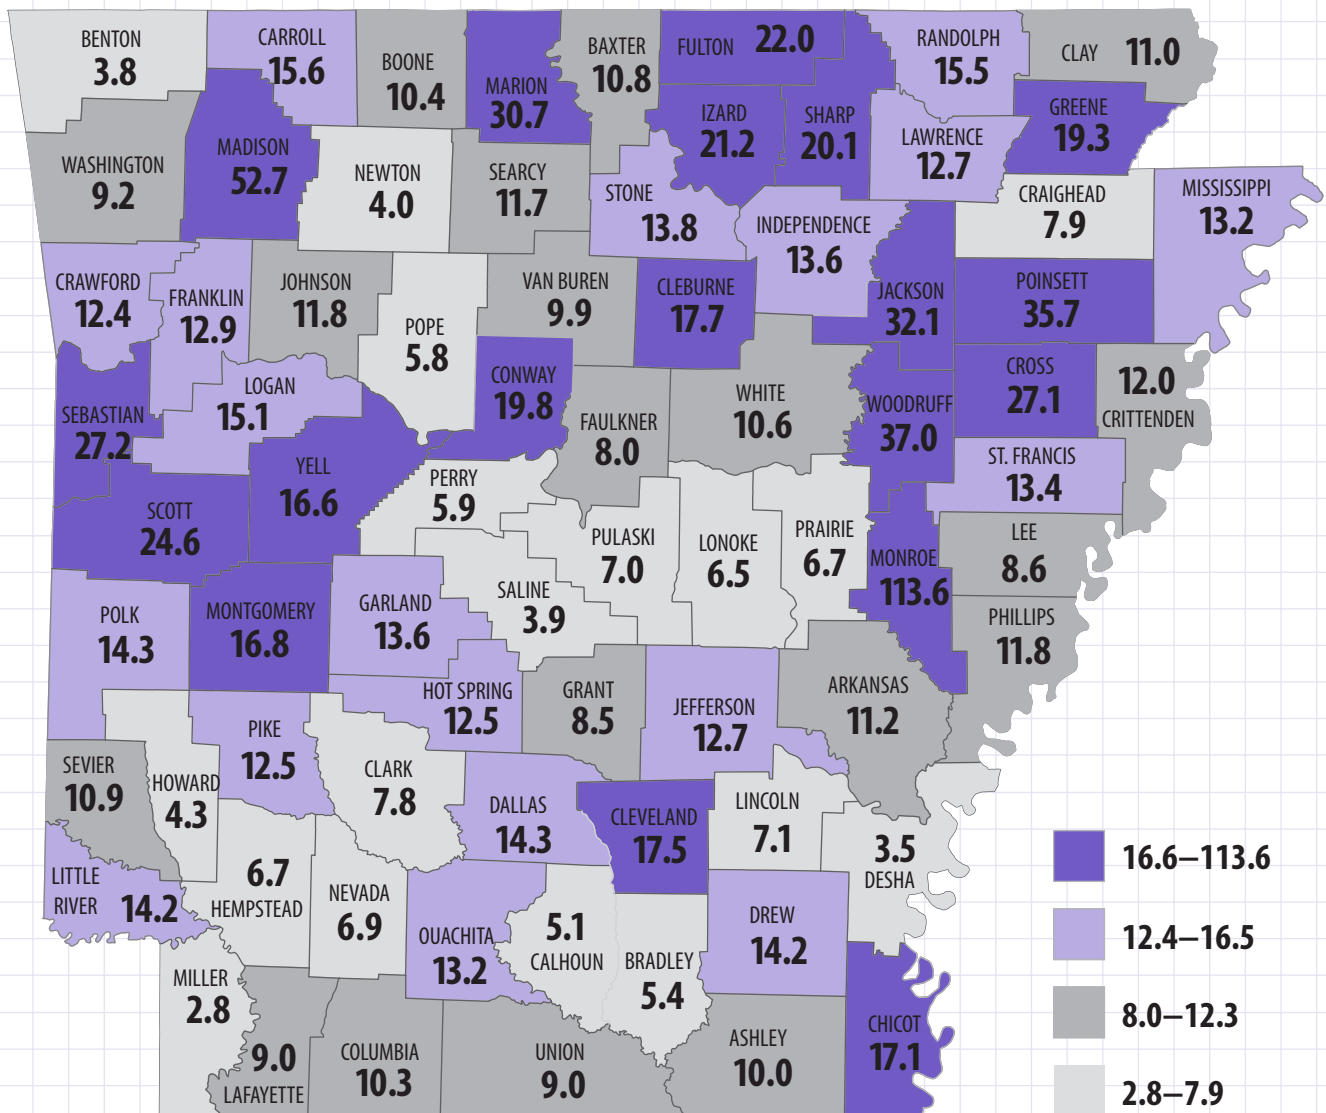 BENTON
3.8
CARROLL
15.6
BOONE
10.4
MARION
30.7
BAXTER
10.8
FULTON 22.0
RANDOLPH
15.5
CLAY 11.0
WASHINGTON
9.2
MADISON
52.7
NEWTON
4.0
SEARCY
11.7
STONE
13.8
IZARD
21.2
SHARP
20.1
LAWRENCE
12.7
GREENE
19.3
INDEPENDENCE
13.6
CRAIGHEAD
7.9
MISSISSIPPI
13.2
CRAWFORD
12.4
FRANKLIN
12.9
JOHNSON
11.8
POPE
5.8
VAN BUREN
9.9
CLEBURNE
17.7
JACKSON
32.1
POINSETT
35.7
SEBASTIAN
27.2
LOGAN
15.1
CONWAY
19.8
FAULKNER
8.0
WHITE
10.6
WOODRUFF
37.0
CROSS
27.1
12.0
CRITTENDEN
SCOTT
24.6
YELL
16.6
PERRY
5.9
PULASKI
7.0
LONOKE
6.5
PRAIRIE
6.7
MONROE
113.6
ST. FRANCIS
13.4
LEE
8.6
PHILLIPS
11.8
POLK
14.3
MONTGOMERY
16.8
GARLAND
13.6
SALINE
3.9
HOT SPRING
12.5
GRANT
8.5
JEFFERSON
12.7
ARKANSAS
11.2
SEVIER
10.9
HOWARD
4.3
PIKE
12.5
CLARK
7.8
DALLAS
14.3
CLEVELAND
17.5
LINCOLN
7.1
3.5
DESHA
LITTLE
RIVER 14.2
6.7
HEMPSTEAD
NEVADA
6.9
OUACHITA
13.2
5.1
CALHOUN
BRADLEY
5.4
DREW
14.2
MILLER
2.8
9.0
LAFAYETTE
COLUMBIA
10.3
UNION
9.0
ASHLEY
10.0
CHICOT
17.1
16.6–113.6
12.4–16.5
8.0–12.3
2.8–7.9